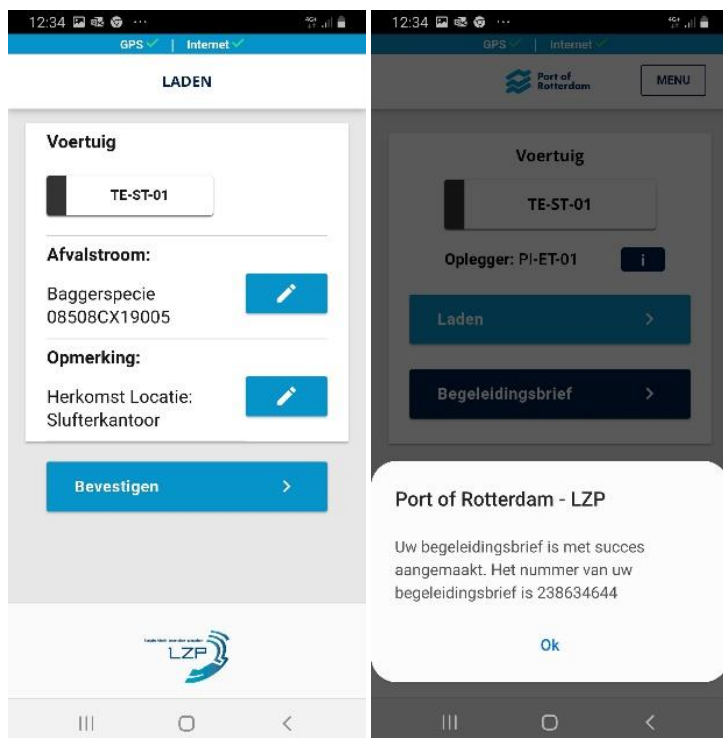 12:34
GPS | Internet
LADEN
Voertuig
TE-ST-01
Afvalstroom:
Baggerspecie
08508CX19005
Opmerking:
Herkomst Locatie:
Slufterkantoor
Bevestigen
LZP
12:34
GPS | Internet
Port of
Rotterdam
MENU
Voertuig
TE-ST-01
Oplegger: PI-ET-01 i
Laden
Begeleidingsbrief
Port of Rotterdam - LZP
Uw begeleidingsbrief is met succes
aangemaakt. Het nummer van uw
begeleidingsbrief is 238634644
Ok